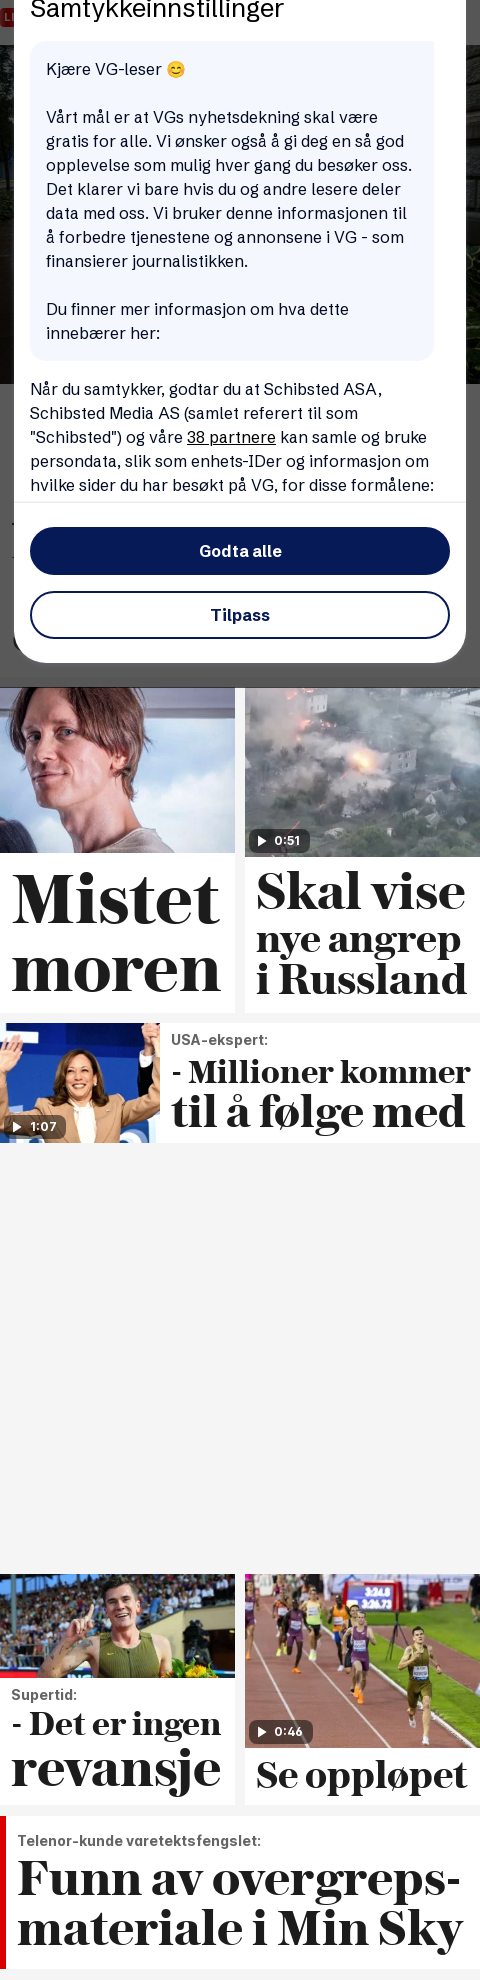 Samtykkeinnstillinger
Kjære VG-leser 😊
Vårt mål er at VGs nyhetsdekning skal være
gratis for alle. Vi ønsker også å gi deg en så god
opplevelse som mulig hver gang du besøker oss.
Det klarer vi bare hvis du og andre lesere deler
data med oss. Vi bruker denne informasjonen til
å forbedre tjenestene og annonsene i VG - som
finansierer journalistikken.
Du finner mer informasjon om hva dette
innebærer her:
Når du samtykker, godtar du at Schibsted ASA,
Schibsted Media AS (samlet referert til som
"Schibsted") og våre 38 partnere kan samle og bruke
persondata, slik som enhets-IDer og informasjon om
hvilke sider du har besøkt på VG, for disse formålene:
Godta alle
Tilpass
Mistet
moren
0:51
Skal vise
nye angrep
i Russland
1:07
USA-ekspert:
- Millioner kommer
til å følge med
Supertid:
- Det er ingen
revansje
3:26.73
0:46
Se oppløpet
Telenor-kunde varetektsfengslet:
Funn av overgreps-
materiale i Min Sky